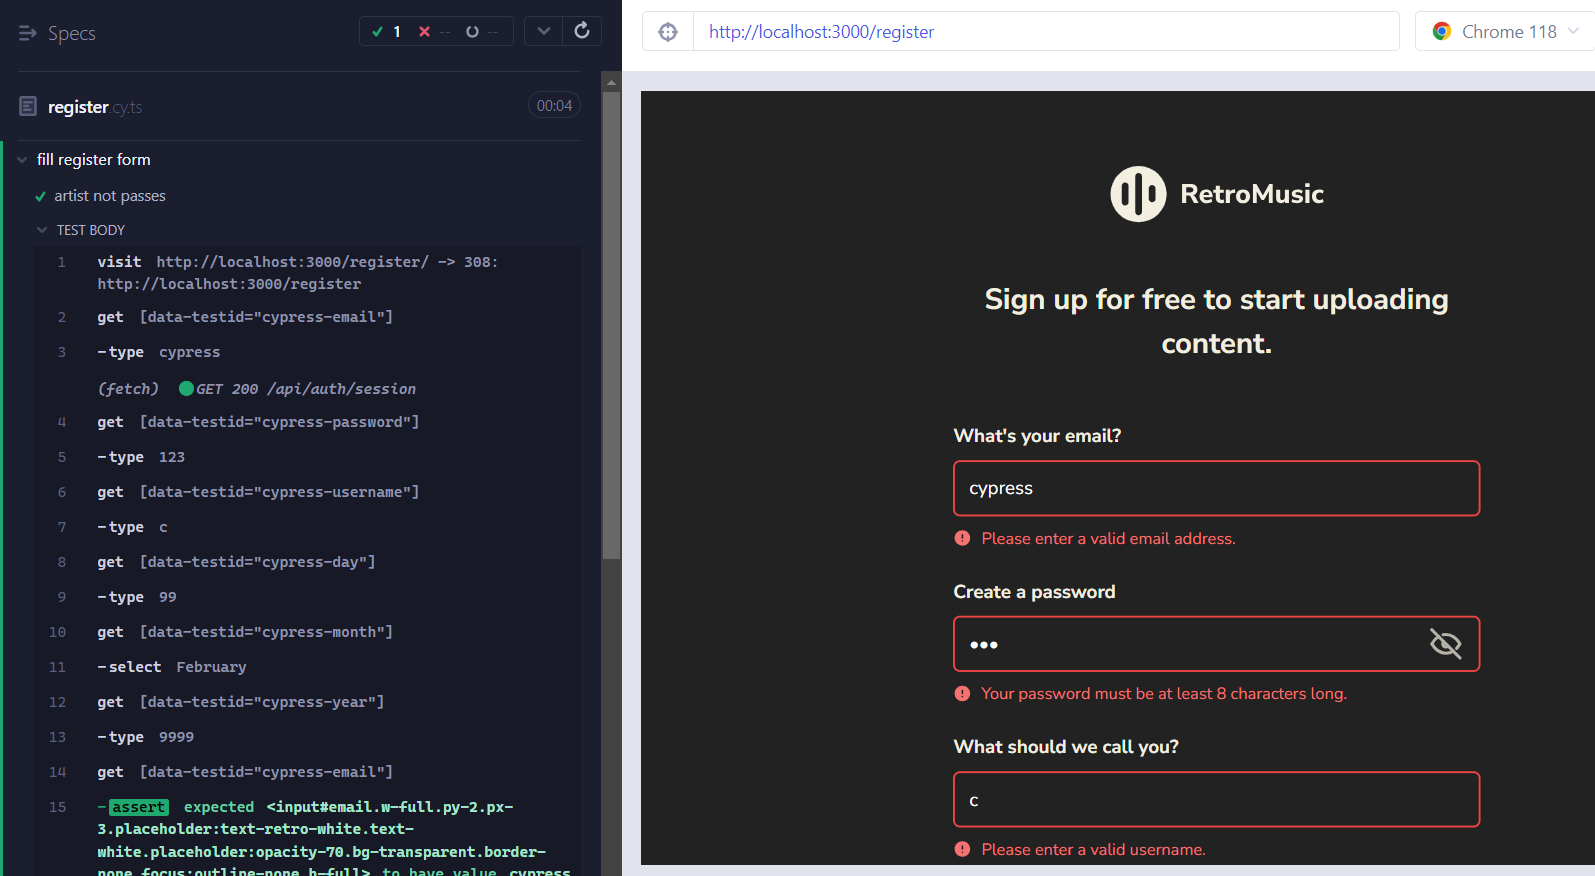 Specs
1 -- --
register.cy.ts
00:04
fill register form
artist not passes
TEST BODY
1 visit http://localhost:3000/register/ -> 308:
http://localhost:3000/register
2 get [data-testid="cypress-email"]
3 -type cypress
(fetch) GET 200 /api/auth/session
4 get [data-testid="cypress-password"]
5 -type 123
6 get [data-testid="cypress-username"]
7 -type c
8 get [data-testid="cypress-day"]
9 -type 99
10 get [data-testid="cypress-month"]
11 -select February
12 get [data-testid="cypress-year"]
13 -type 9999
14 get [data-testid="cypress-email"]
15 -assert expected <input#email.w-full.py-2.px-
3.placeholder:text-retro-white.text-
white.placeholder:opacity-70.bg-transparent.border-
none.focus:outline-none.h-full> to have value cypress
http://localhost:3000/register
Chrome 118
RetroMusic
Sign up for free to start uploading
content.
What's your email?
cypress
Please enter a valid email address.
Create a password
•••
Your password must be at least 8 characters long.
What should we call you?
c
Please enter a valid username.